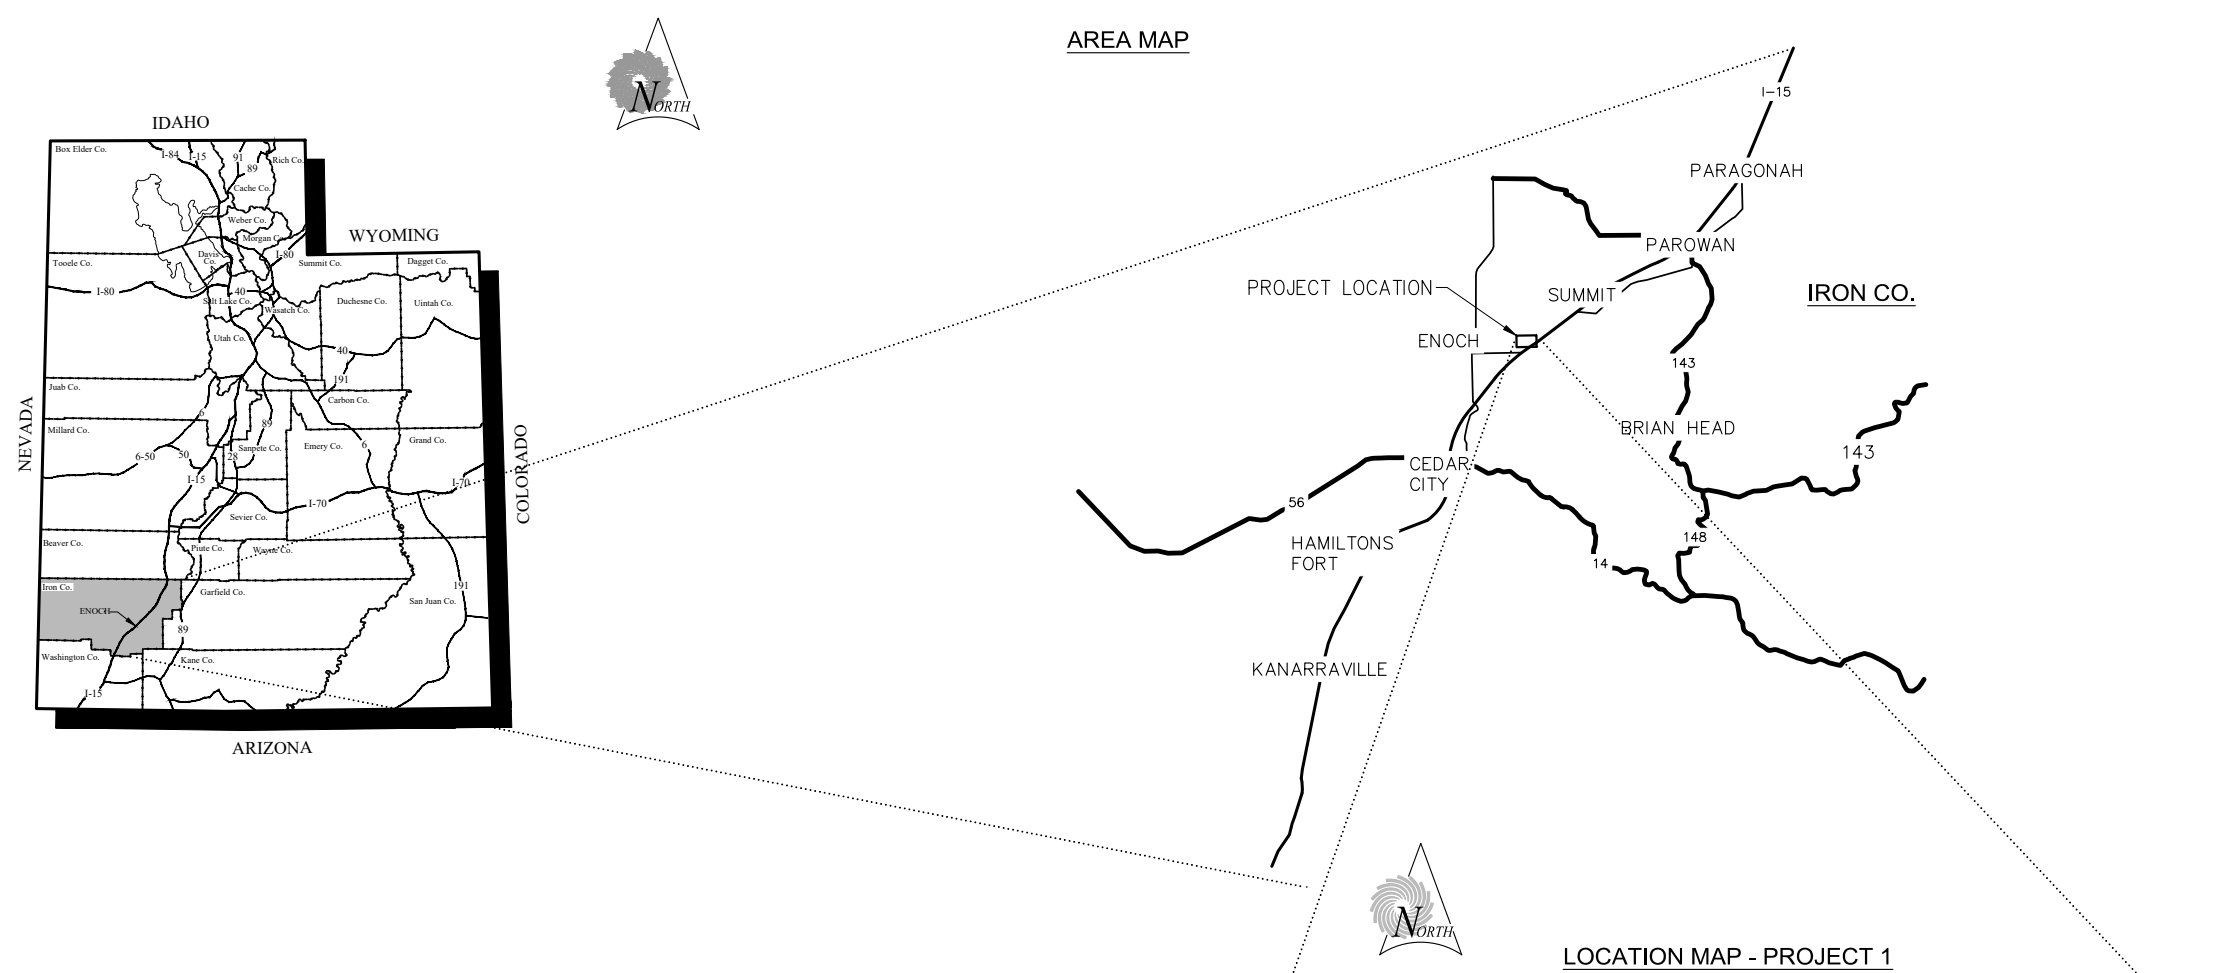 AREA MAP
NORTH
IDAHO
Box Elder Co.
I-84
I-15
91
89
Rich Co.
Cache Co.
Weber Co.
Morgan Co.
WYOMING
Davis
Co.
I-80
Tooele Co.
Summit Co.
Dagget Co.
I-80
40
Salt Lake Co.
Duchesne Co.
Uintah Co.
Wasatch Co.
Utah Co.
40
191
Juab Co.
Carbon Co.
6
89
Millard Co.
Sanpete Co.
Emery Co.
6
Grand Co.
6-50
50
28
I-15
I-70
I-70
NEVADA
COLORADO
Sevier Co.
Beaver Co.
Piute Co.
Wayne Co.
Iron Co.
Garfield Co.
191
San Juan Co.
ENOCH
89
Washington Co.
Kane Co.
I-15
ARIZONA
I-15
PARAGONAH
PAROWAN
PROJECT LOCATION
SUMMIT
IRON CO.
ENOCH
143
BRIAN HEAD
143
CEDAR
CITY
56
148
HAMILTONS
FORT
14
KANARRAVILLE
NORTH
LOCATION MAP - PROJECT 1